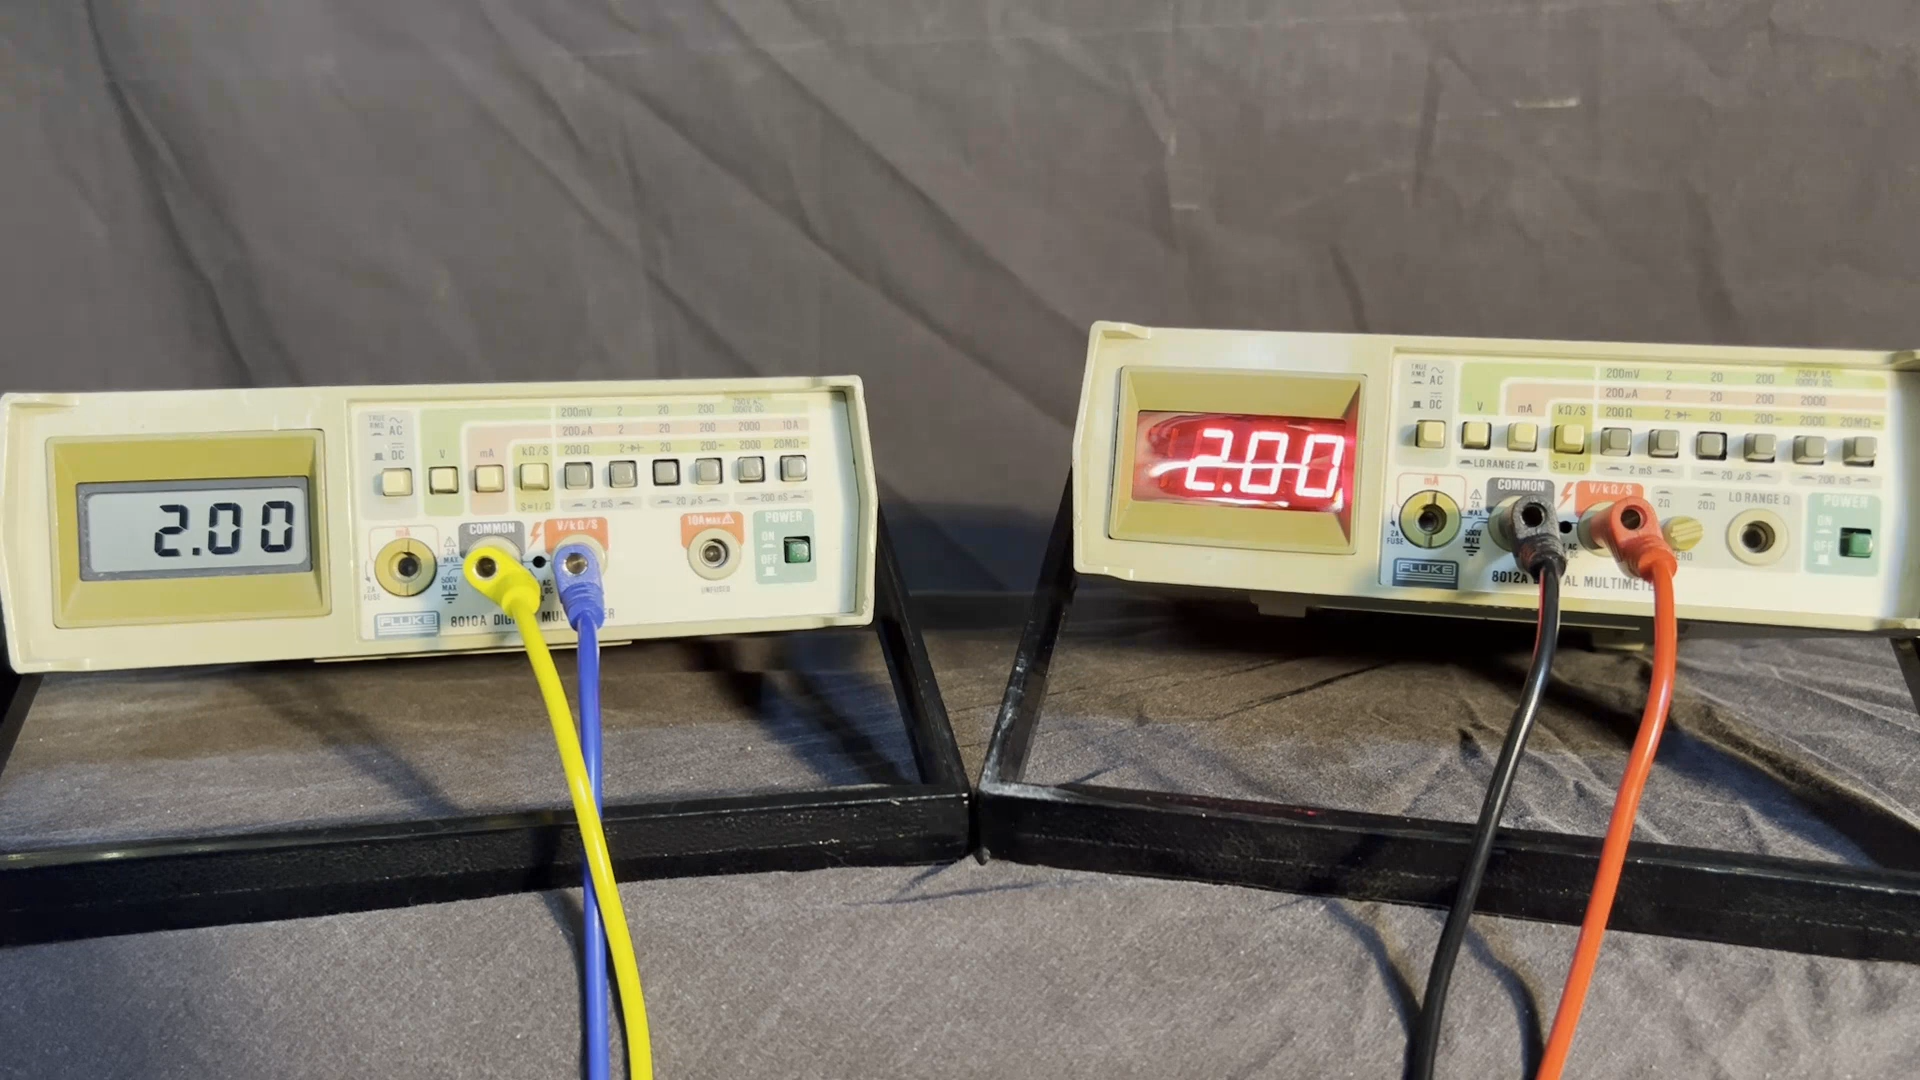 2.00
TRUE RMS AC
DC
V
mA
kΩ/S
200mV 2 20 200 750V AC 1000V DC
200µA 2 20 200 2000 10A
200Ω 2 20 200 2000 20MΩ
S=1/Ω
2 mS
20 µS
200 nS
mA
2A FUSE
2A MAX
500V MAX
COMMON
V/kΩ/S
10A MAX
UNFUSED
POWER
ON
OFF
FLUKE
8010A
2.00
TRUE RMS AC
DC
V
mA
kΩ/S
200mV 2 20 200 750V AC 1000V DC
200µA 2 20 200 2000
200Ω 2 20 200 2000 20MΩ
LO RANGE Ω
S=1/Ω
2 mS
20 µS
200 nS
mA
2A FUSE
2A MAX
500V MAX
COMMON
V/kΩ/S
2Ω
20Ω
LO RANGE Ω
POWER
ON
OFF
FLUKE
8012A